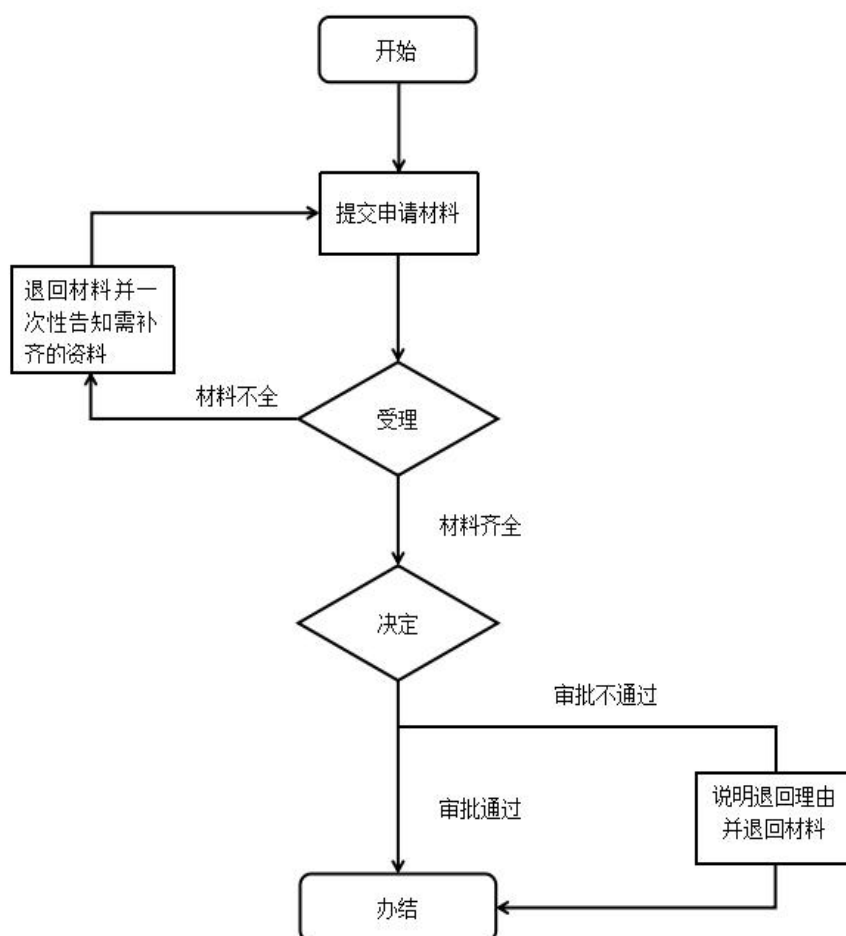 开始
提交申请材料
退回材料并一
次性告知需补
齐的资料
材料不全
受理
材料齐全
决定
审批不通过
审批通过
说明退回理由
并退回材料
办结